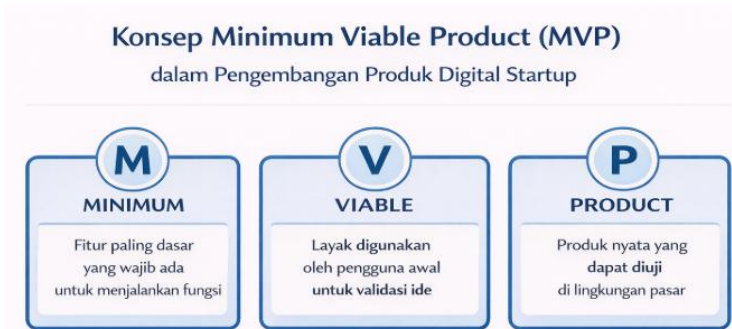 Konsep Minimum Viable Product (MVP)
dalam Pengembangan Produk Digital Startup
M
MINIMUM
Fitur paling dasar
yang wajib ada
untuk menjalankan fungsi
V
VIABLE
Layak digunakan
oleh pengguna awal
untuk validasi ide
P
PRODUCT
Produk nyata yang
dapat diuji
di lingkungan pasar